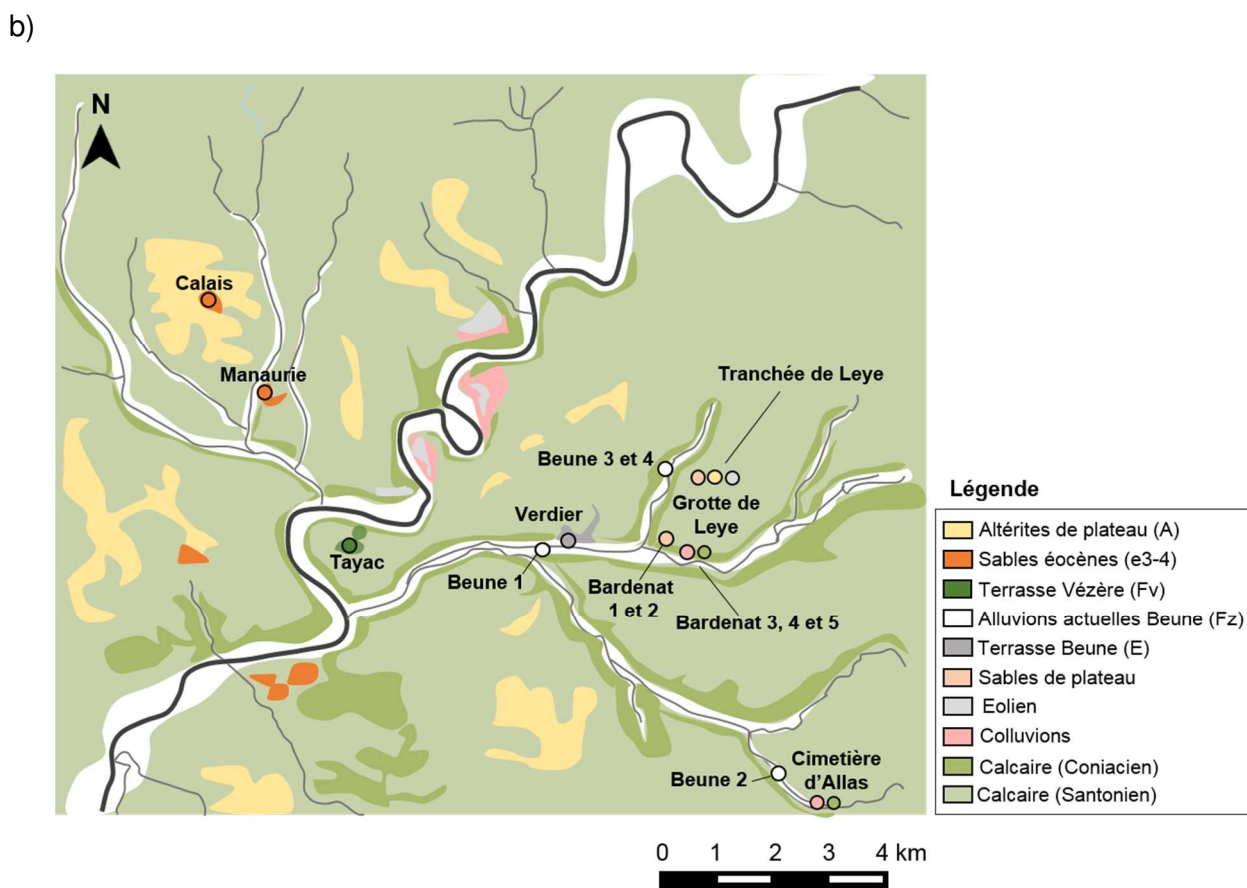 b)
N
Calais
Manaurie
Tranchée de Leye
Beune 3 et 4
Grotte de
Leye
Verdier
Tayac
Beune 1
Bardenat
1 et 2
Bardenat 3, 4 et 5
Beune 2
Cimetière
d'Allas
Légende
Altérites de plateau (A)
Sables éocènes (e3-4)
Terrasse Vézère (Fv)
Alluvions actuelles Beune (Fz)
Terrasse Beune (E)
Sables de plateau
Eolien
Colluvions
Calcaire (Coniacien)
Calcaire (Santonien)
0 1 2 3 4 km